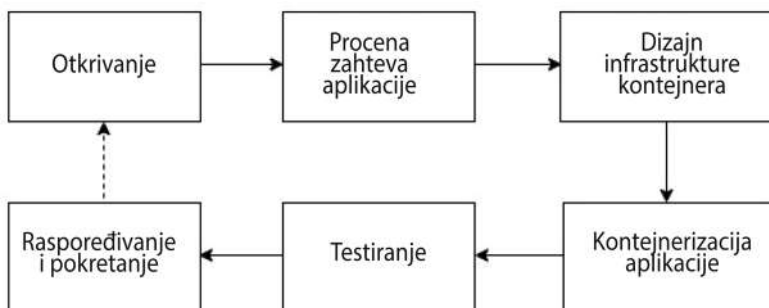 Otkrivanje
Procena
zahteva
aplikacije
Dizajn
infrastrukture
kontejnera
Kontejnerizacija
aplikacije
Testiranje
Raspoređivanje
i pokretanje